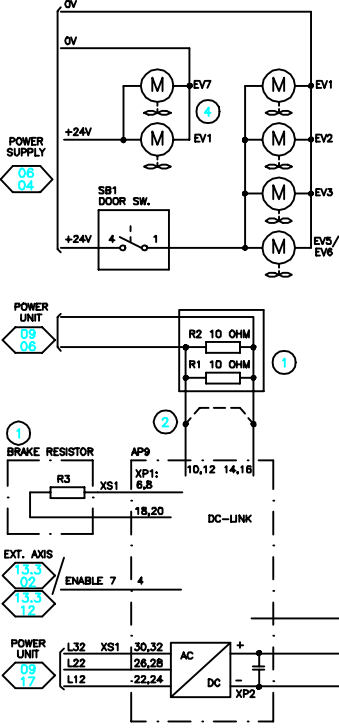 0V
0V
M
EV7
M
EV1
4
+24V
M
EV1
M
EV2
M
EV3
M
EV5/
EV6
POWER
SUPPLY
06
04
SB1
DOOR SW.
+24V
4
1
POWER
UNIT
09
06
R2 10 OHM
R1 10 OHM
1
2
1
BRAKE RESISTOR
AP9
10,12
14,16
R3
XS1
XP1:
6,8
18,20
DC-LINK
EXT. AXIS
13.3
02
13.3
12
ENABLE 7
4
POWER
UNIT
09
17
L32
XS1
30,32
L22
26,28
L12
22,24
AC
DC
+
-
XP2